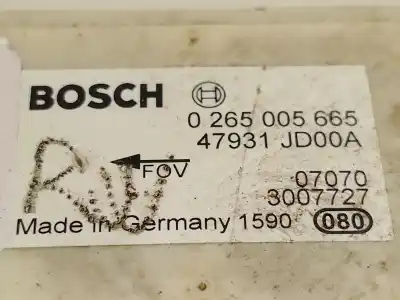 BOSCH
0 265 005 665
47931 JD00A
FOV
07070
3007727
Made in Germany 1590 080